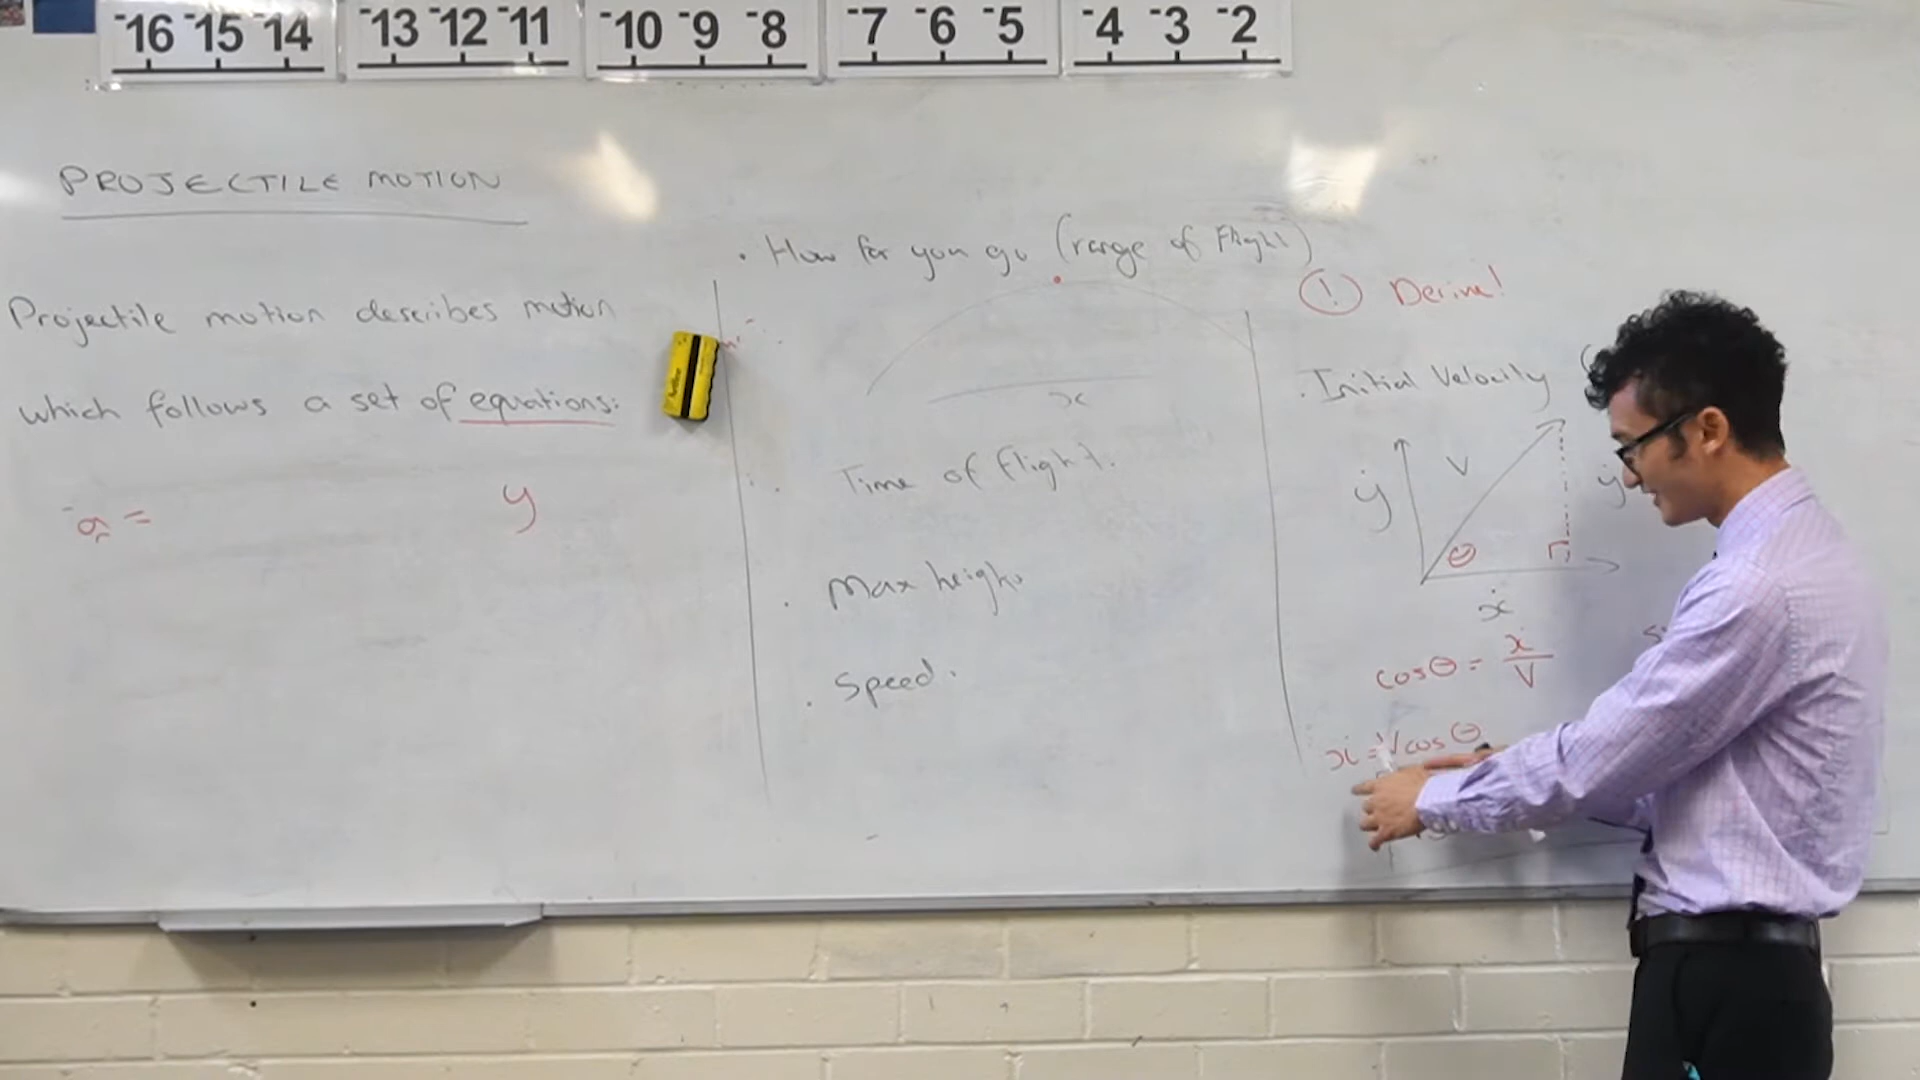 -16 -15 -14 -13 -12 -11 -10 -9 -8 -7 -6 -5 -4 -3 -2
PROJECTILE MOTION
Projectile motion describes motion
which follows a set of equations:
a =
y
• How far you go (range of flight)
x
Time of flight.
• Max height
• Speed.
! Derive!
• Initial Velocity
ẏ
V
θ
ẏ
ẋ
cosθ = ẋ/V
ẋ = Vcosθ